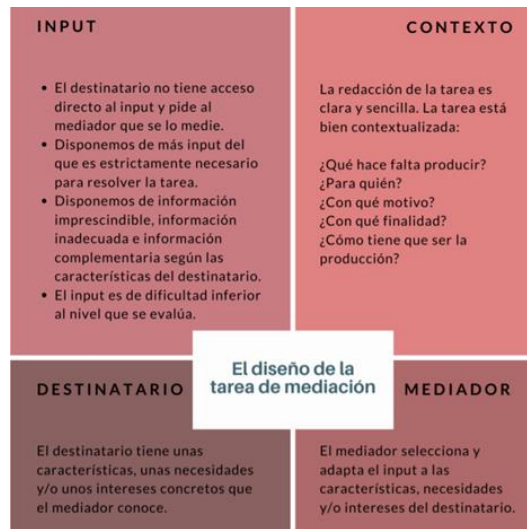 INPUT
• El destinatario no tiene acceso
directo al input y pide al
mediador que se lo medie.
• Disponemos de más input del
que es estrictamente necesario
para resolver la tarea.
• Disponemos de información
imprescindible, información
inadecuada e información
complementaria según las
características del destinatario.
• El input es de dificultad inferior
al nivel que se evalúa.
CONTEXTO
La redacción de la tarea es
clara y sencilla. La tarea está
bien contextualizada:
¿Qué hace falta producir?
¿Para quién?
¿Con qué motivo?
¿Con qué finalidad?
¿Cómo tiene que ser la
producción?
El diseño de la
tarea de mediación
DESTINATARIO
El destinatario tiene unas
características, unas necesidades
y/o unos intereses concretos que
el mediador conoce.
MEDIADOR
El mediador selecciona y
adapta el input a las
características, necesidades
y/o intereses del destinatario.